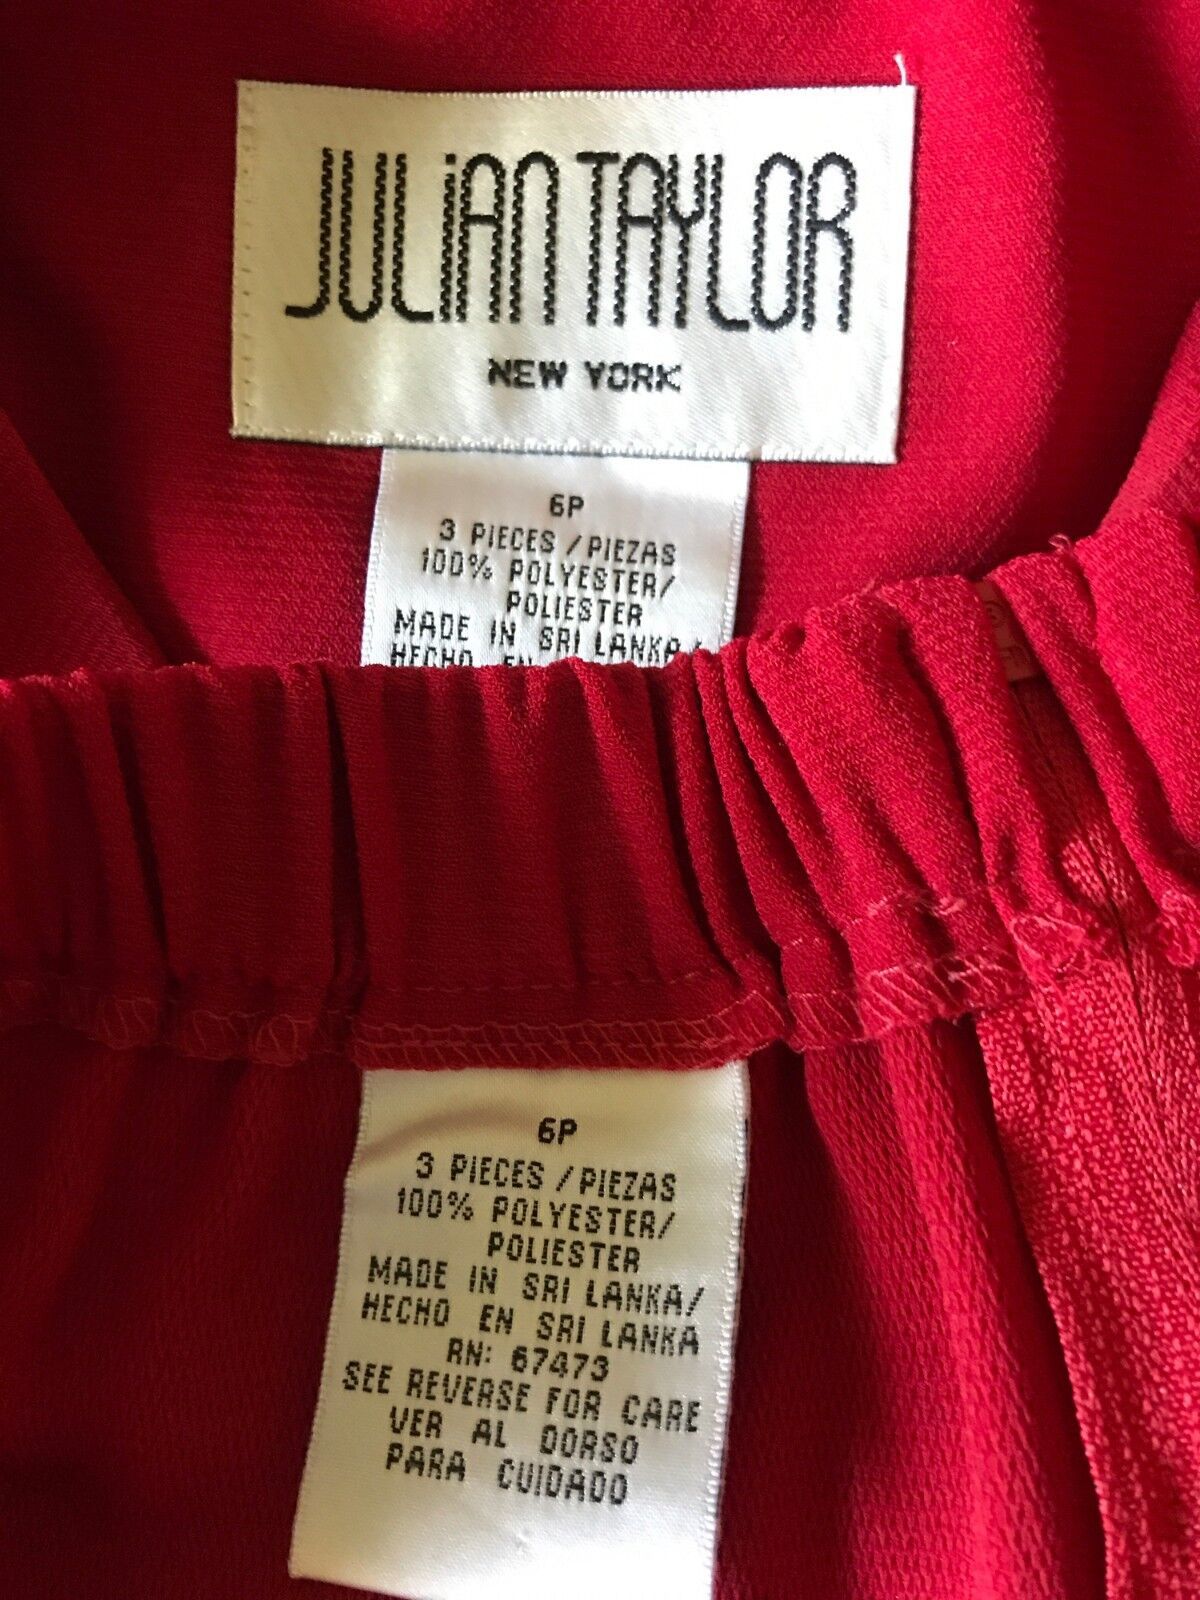 JULiAN TAYLOR
NEW YORK
6P
3 PIECES / PIEZAS
100% POLYESTER/
POLIESTER
MADE IN SRI LANKA/
HECHO EN
6P
3 PIECES / PIEZAS
100% POLYESTER/
POLIESTER
MADE IN SRI LANKA/
HECHO EN SRI LANKA
RN: 67473
SEE REVERSE FOR CARE
VER AL DORSO
PARA CUIDADO